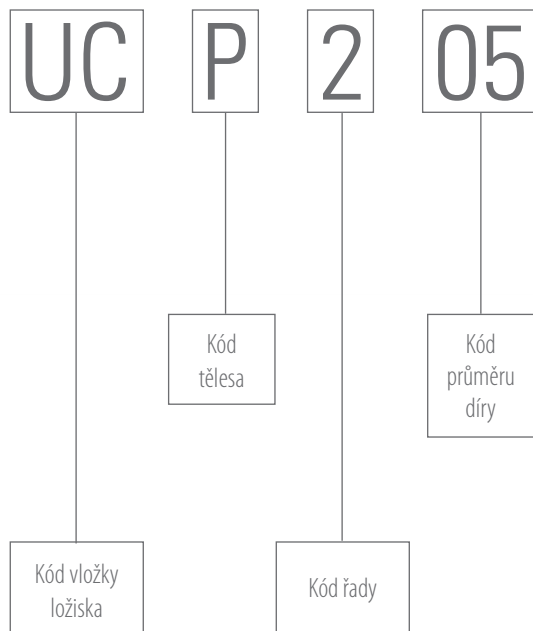 UC P 2 05
Kód
tělesa
Kód
průměru
díry
Kód vložky
ložiska
Kód řady